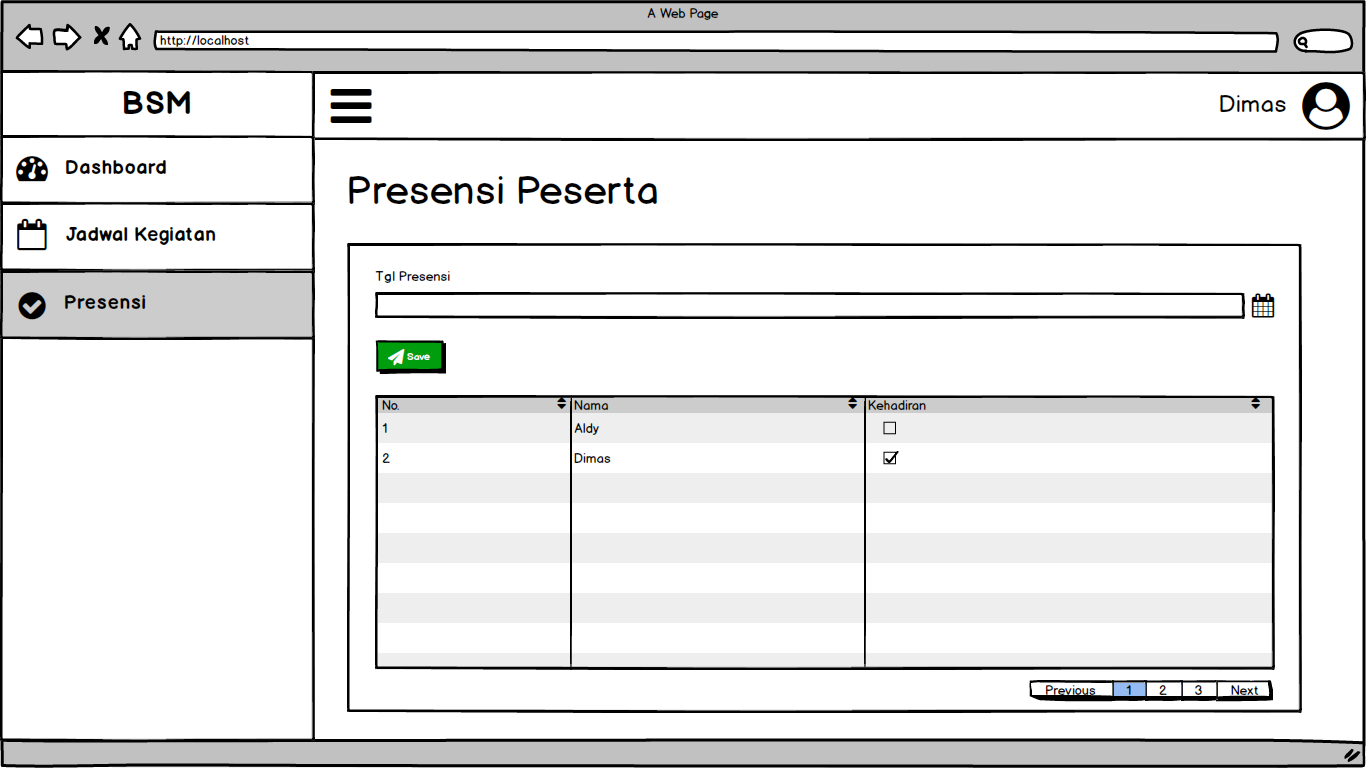 A Web Page
http://localhost
BSM
Dimas
Dashboard
Jadwal Kegiatan
Presensi
Presensi Peserta
Tgl Presensi
Save
No. Nama Kehadiran
1 Aldy
2 Dimas
Previous 1 2 3 Next